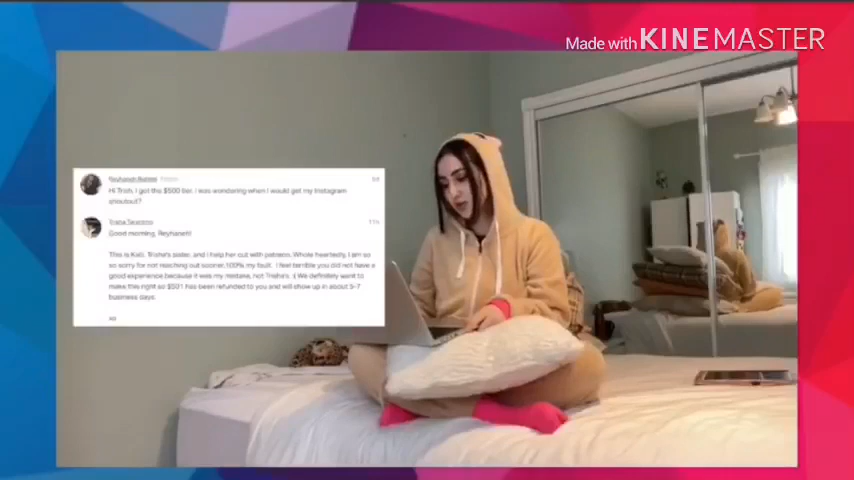 Made with KINEMASTER
Hi Trish, I got the $500 tier. I was wondering when I would get my Instagram
shoutout?
Good morning, Reyhaneh!
This is Kalli, Trisha's sister, and I help her out with patreon. Whole heartedly, I am so
so sorry for not reaching out sooner, 100% my fault. I feel terrible you did not have a
good experience because it was my mistake, not Trisha's. :( We definitely want to
make this right so $501 has been refunded to you and will show up in about 5-7
business days.